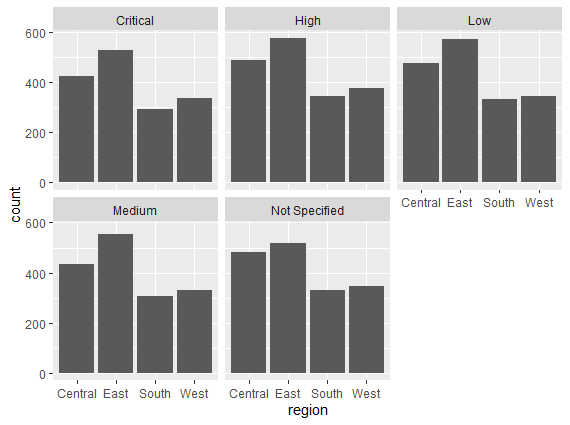 Critical High Low
600
400
200
0
Central East South West
Medium Not Specified
600
400
200
0
Central East South West Central East South West
region
count